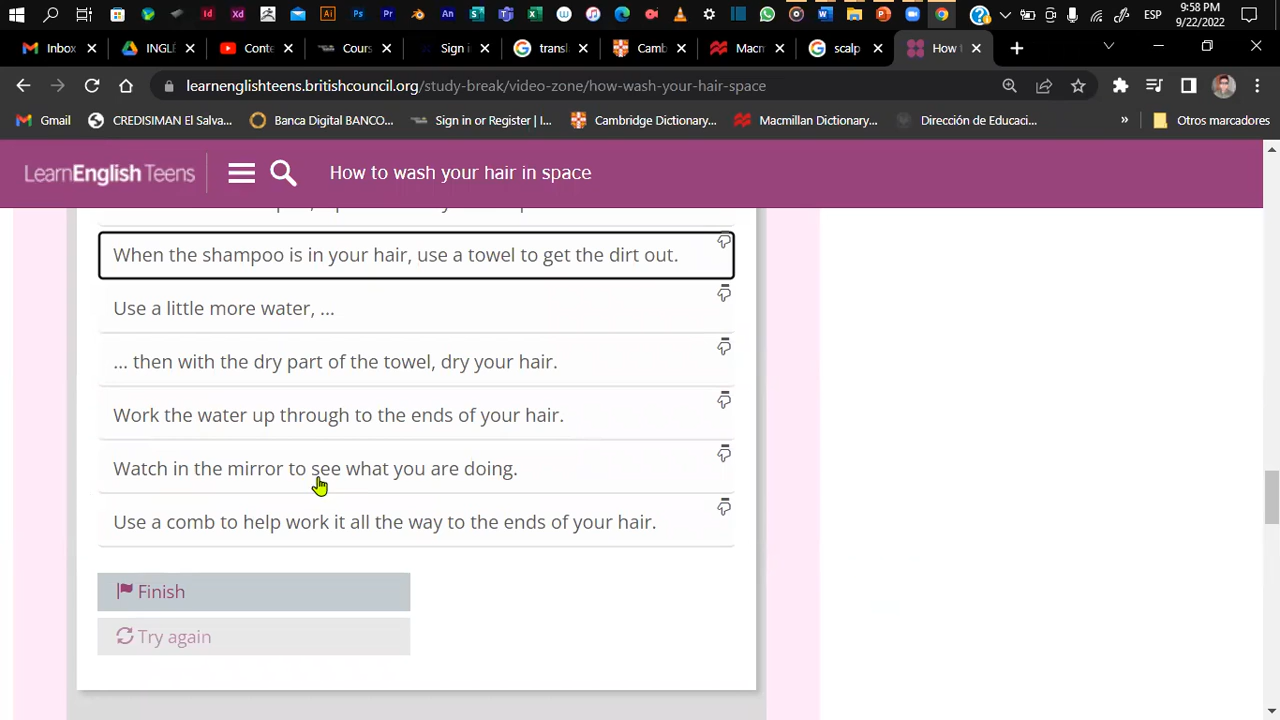 9:58 PM
ESP
9/22/2022
Inbox
INGLÉ
Conte
Cours
Sign i
transl
Camb
Macm
scalp
How t
learnenglishteens.britishcouncil.org/study-break/video-zone/how-wash-your-hair-space
Gmail
CREDISIMAN El Salva...
Banca Digital BANCO...
Sign in or Register | I...
Cambridge Dictionary...
Macmillan Dictionary...
Dirección de Educaci...
»
Otros marcadores
LearnEnglish Teens
How to wash your hair in space
When the shampoo is in your hair, use a towel to get the dirt out.
Use a little more water, ...
... then with the dry part of the towel, dry your hair.
Work the water up through to the ends of your hair.
Watch in the mirror to see what you are doing.
Use a comb to help work it all the way to the ends of your hair.
Finish
Try again